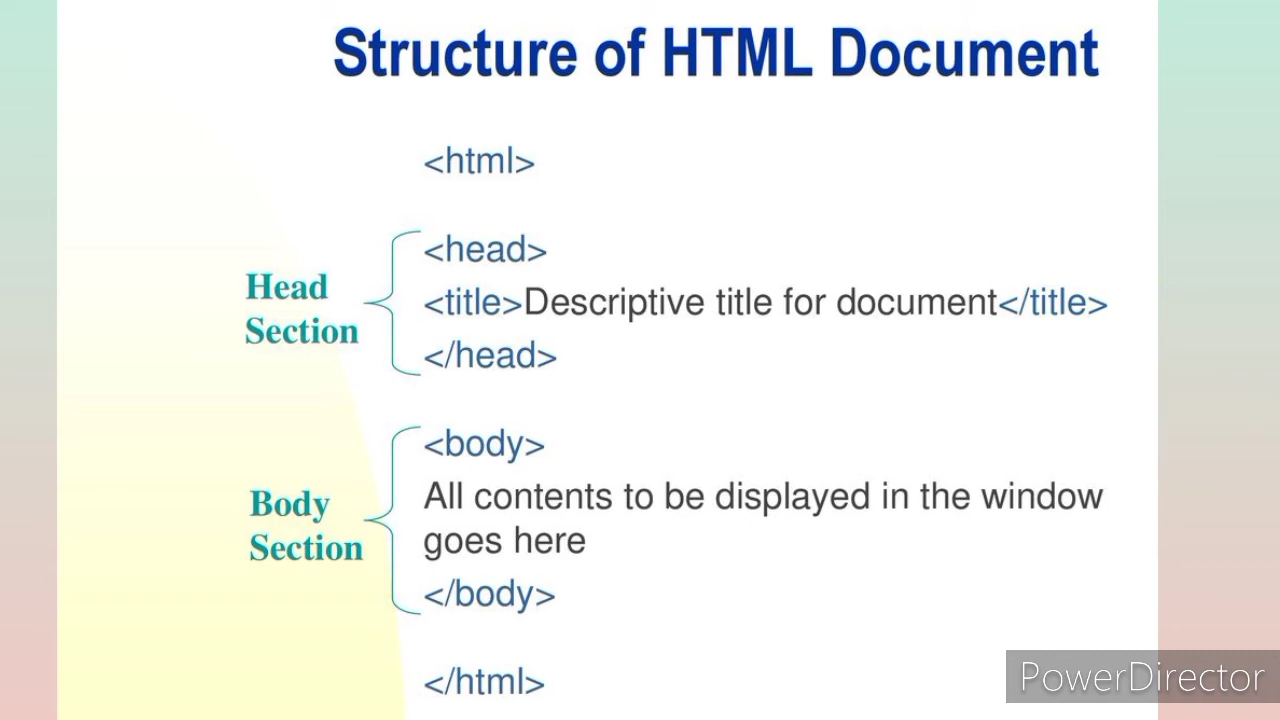 Structure of HTML Document
<html>
Head
Section
<head>
<title>Descriptive title for document</title>
</head>
Body
Section
<body>
All contents to be displayed in the window
goes here
</body>
</html>
PowerDirector